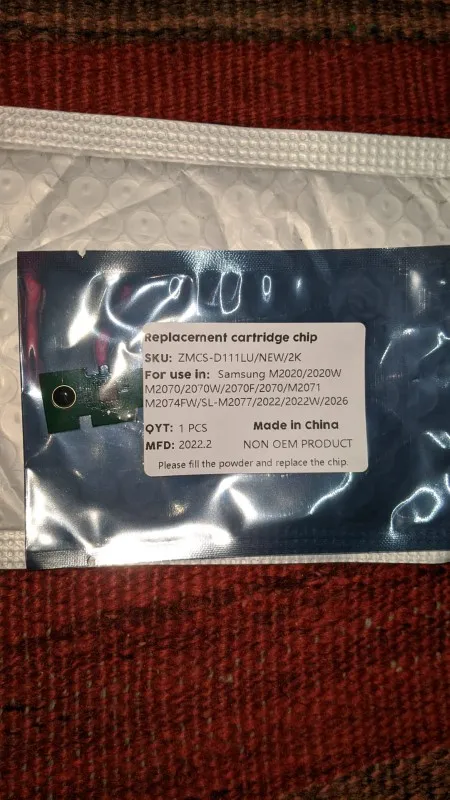 Replacement cartridge chip
SKU: ZMCS-D111LU/NEW/2K
For use in: Samsung M2020/2020W
M2070/2070W/2070F/2070/M2071
M2074FW/SL-M2077/2022/2022W/2026
QYT: 1 PCS Made in China
MFD: 2022.2 NON OEM PRODUCT
Please fill the powder and replace the chip.